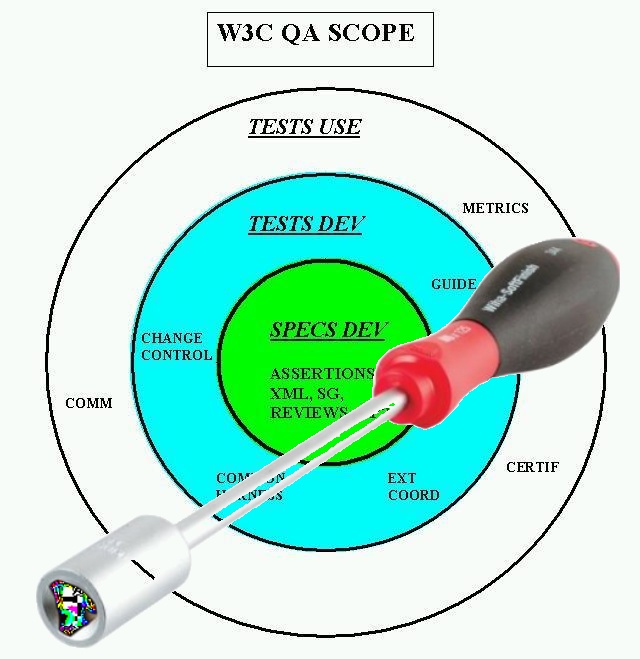 W3C QA SCOPE
TESTS USE
METRICS
TESTS DEV
GUIDE
Wiha-SoftFinish
SPECS DEV
CHANGE
CONTROL
ASSERTIONS
XML, SG,
REVIEWS
COMM
CERTIF
COMMON
HARNESS
EXT
COORD